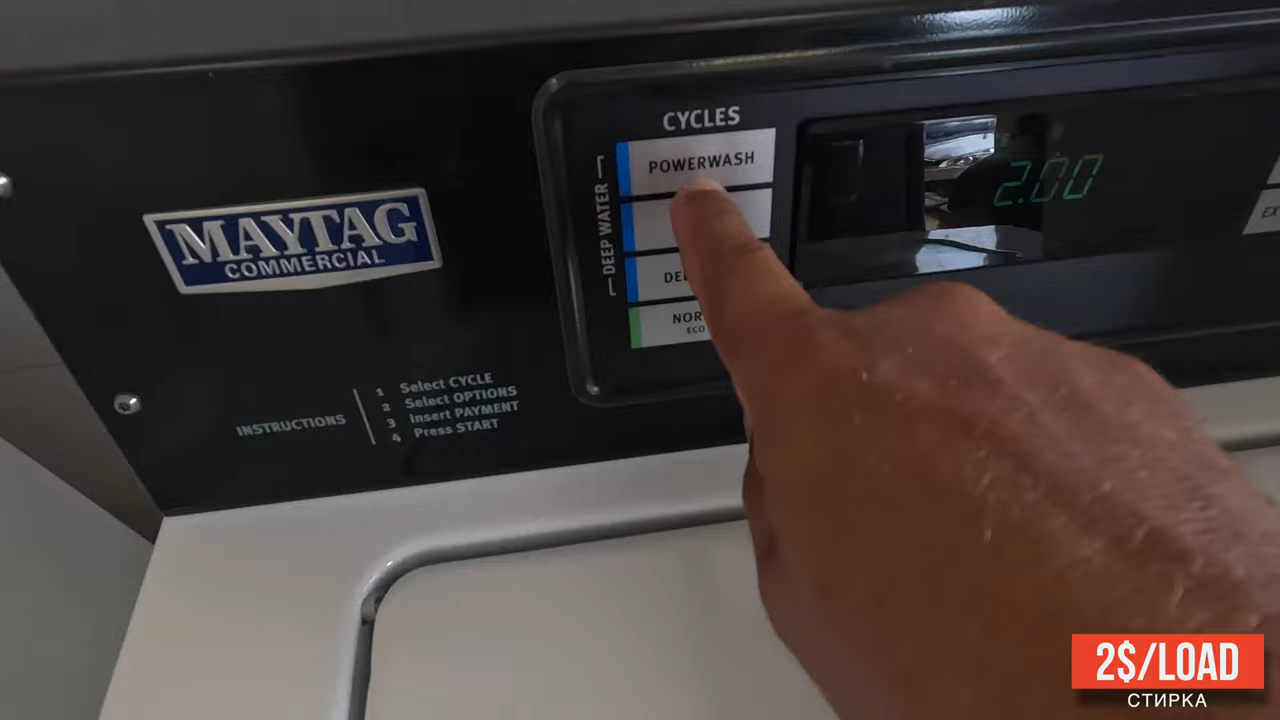 CYCLES
POWERWASH
DEEP WATER
2.00
MAYTAG
COMMERCIAL
INSTRUCTIONS
1 Select CYCLE
2 Select OPTIONS
3 Insert PAYMENT
4 Press START
2$/LOAD
СТИРКА